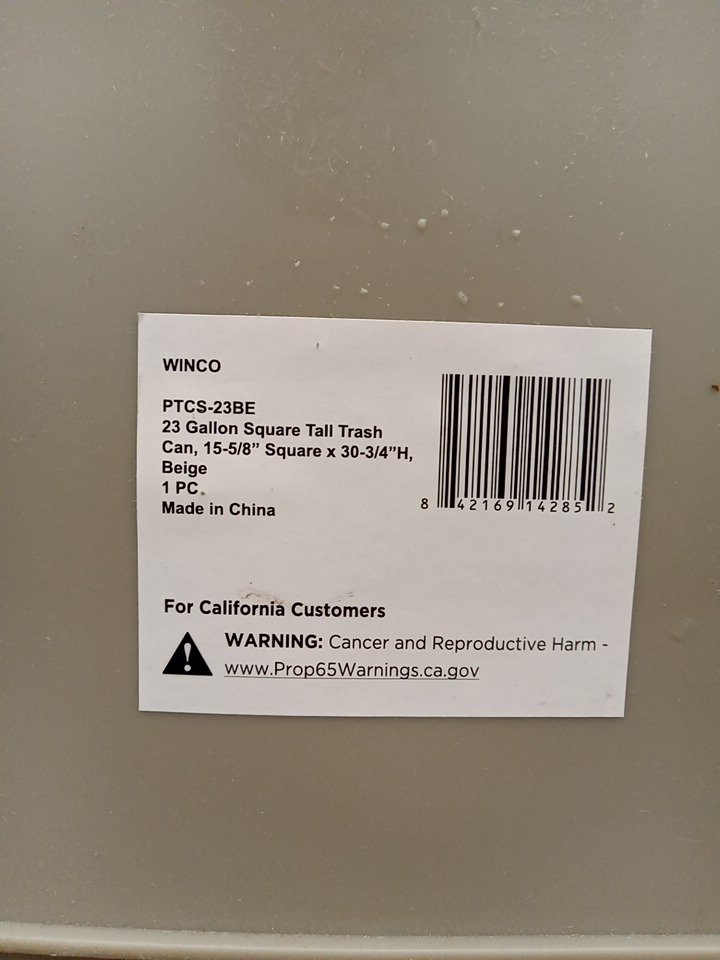 WINCO
PTCS-23BE
23 Gallon Square Tall Trash
Can, 15-5/8” Square x 30-3/4”H,
Beige
1 PC。
Made in China
8 42169 14285 2
For California Customers
WARNING: Cancer and Reproductive Harm -
www.Prop65Warnings.ca.gov